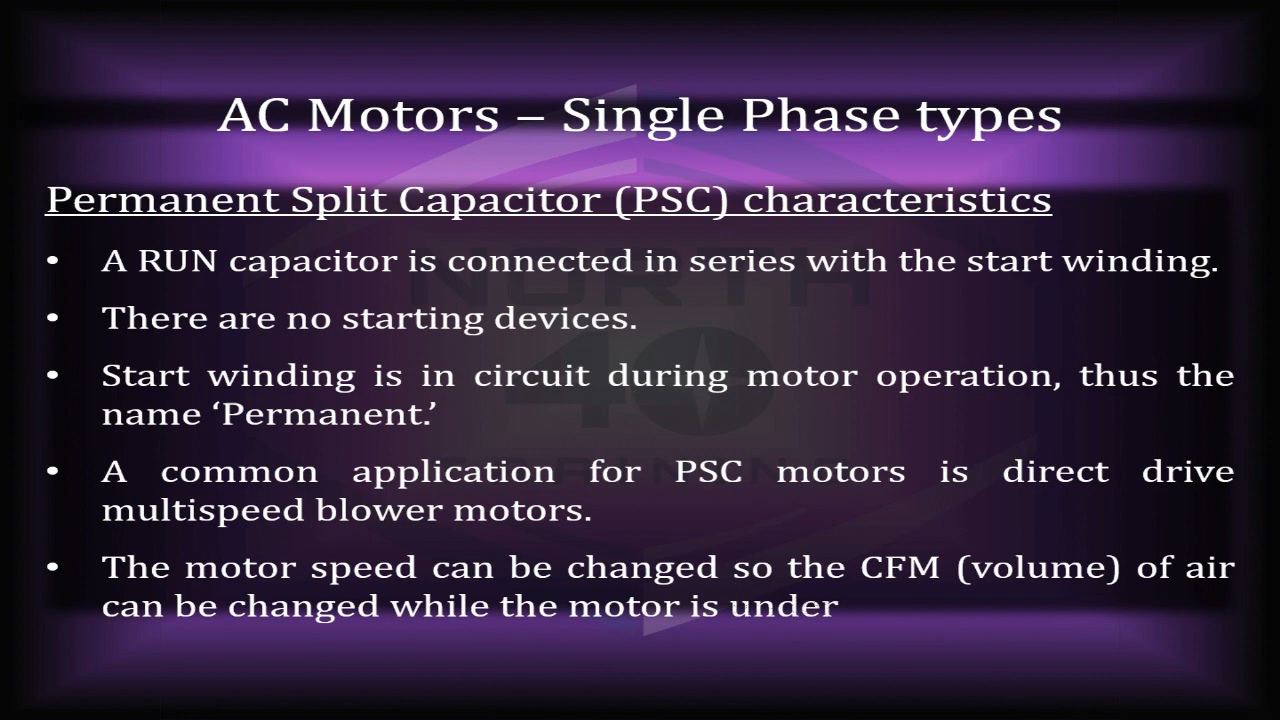 AC Motors – Single Phase types
Permanent Split Capacitor (PSC) characteristics
• A RUN capacitor is connected in series with the start winding.
• There are no starting devices.
• Start winding is in circuit during motor operation, thus the
name ‘Permanent.’
• A common application for PSC motors is direct drive
multispeed blower motors.
• The motor speed can be changed so the CFM (volume) of air
can be changed while the motor is under
NORTH
40
TRAINING